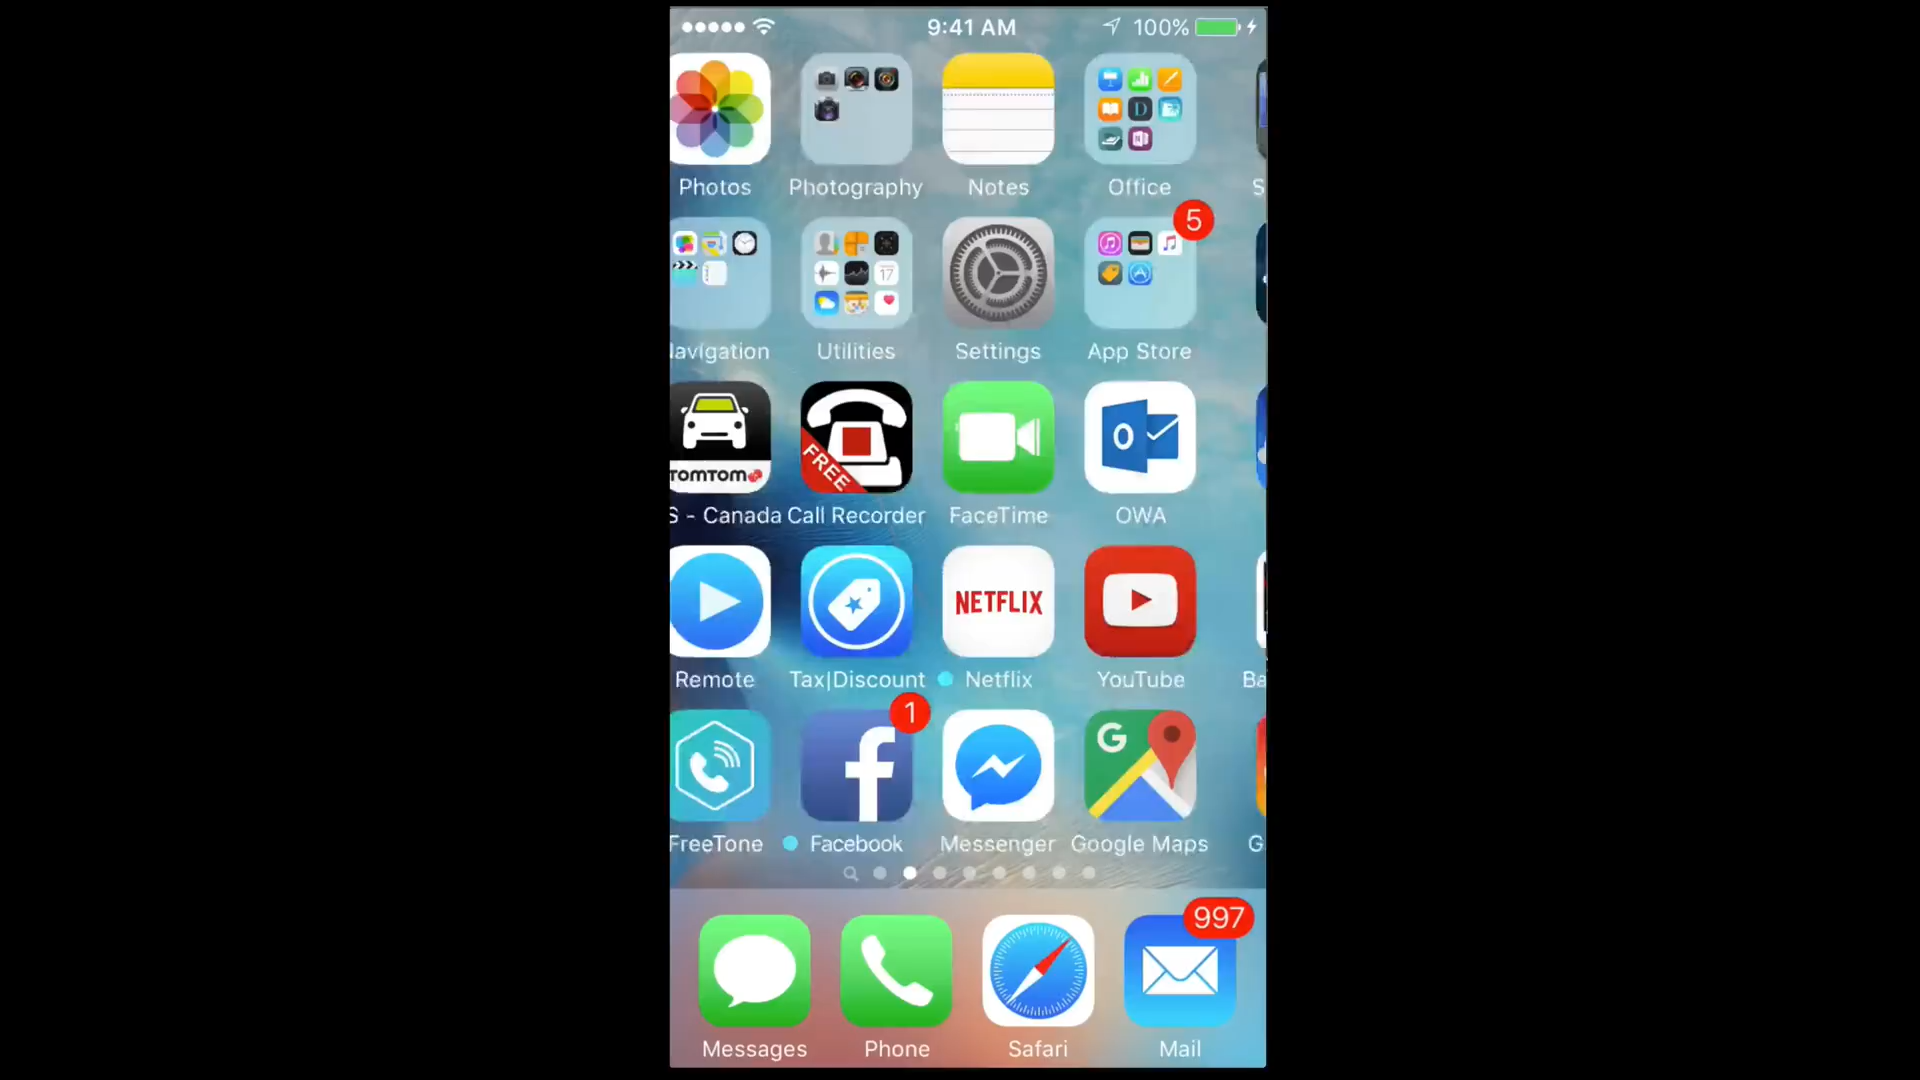 9:41 AM 100%
Photos Photography Notes Office S
5
17
avigation Utilities Settings App Store
TOMTOM FREE O
S - Canada Call Recorder FaceTime OWA
NETFLIX
Remote Tax|Discount Netflix YouTube Ba
1
f G
FreeTone Facebook Messenger Google Maps G
997
Messages Phone Safari Mail